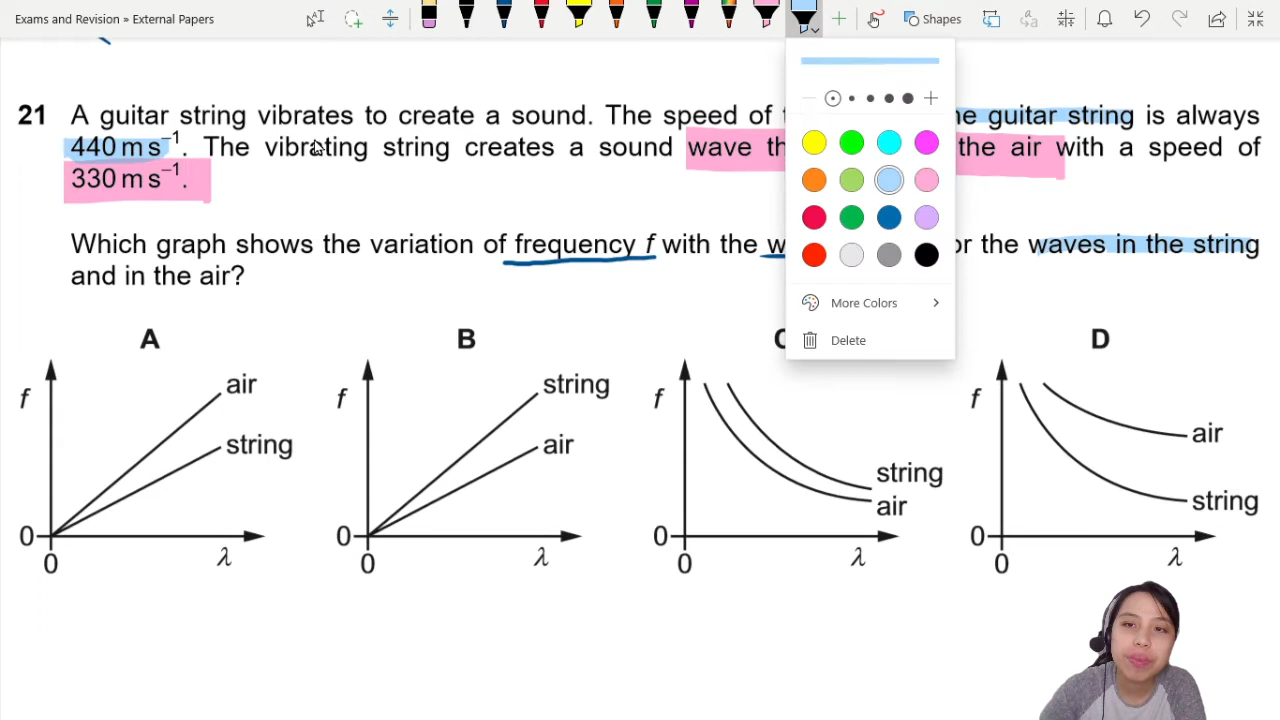 Exams and Revision » External Papers
Shapes
21 A guitar string vibrates to create a sound. The speed of the guitar string is always
440 m s⁻¹. The vibrating string creates a sound wave the air with a speed of
330 m s⁻¹.
Which graph shows the variation of frequency f with the for the waves in the string
and in the air?
More Colors
Delete
A B C D
f air
string
0
0 λ
f string
air
0
0 λ
f string
air
0
0 λ
f air
string
0
0 λ